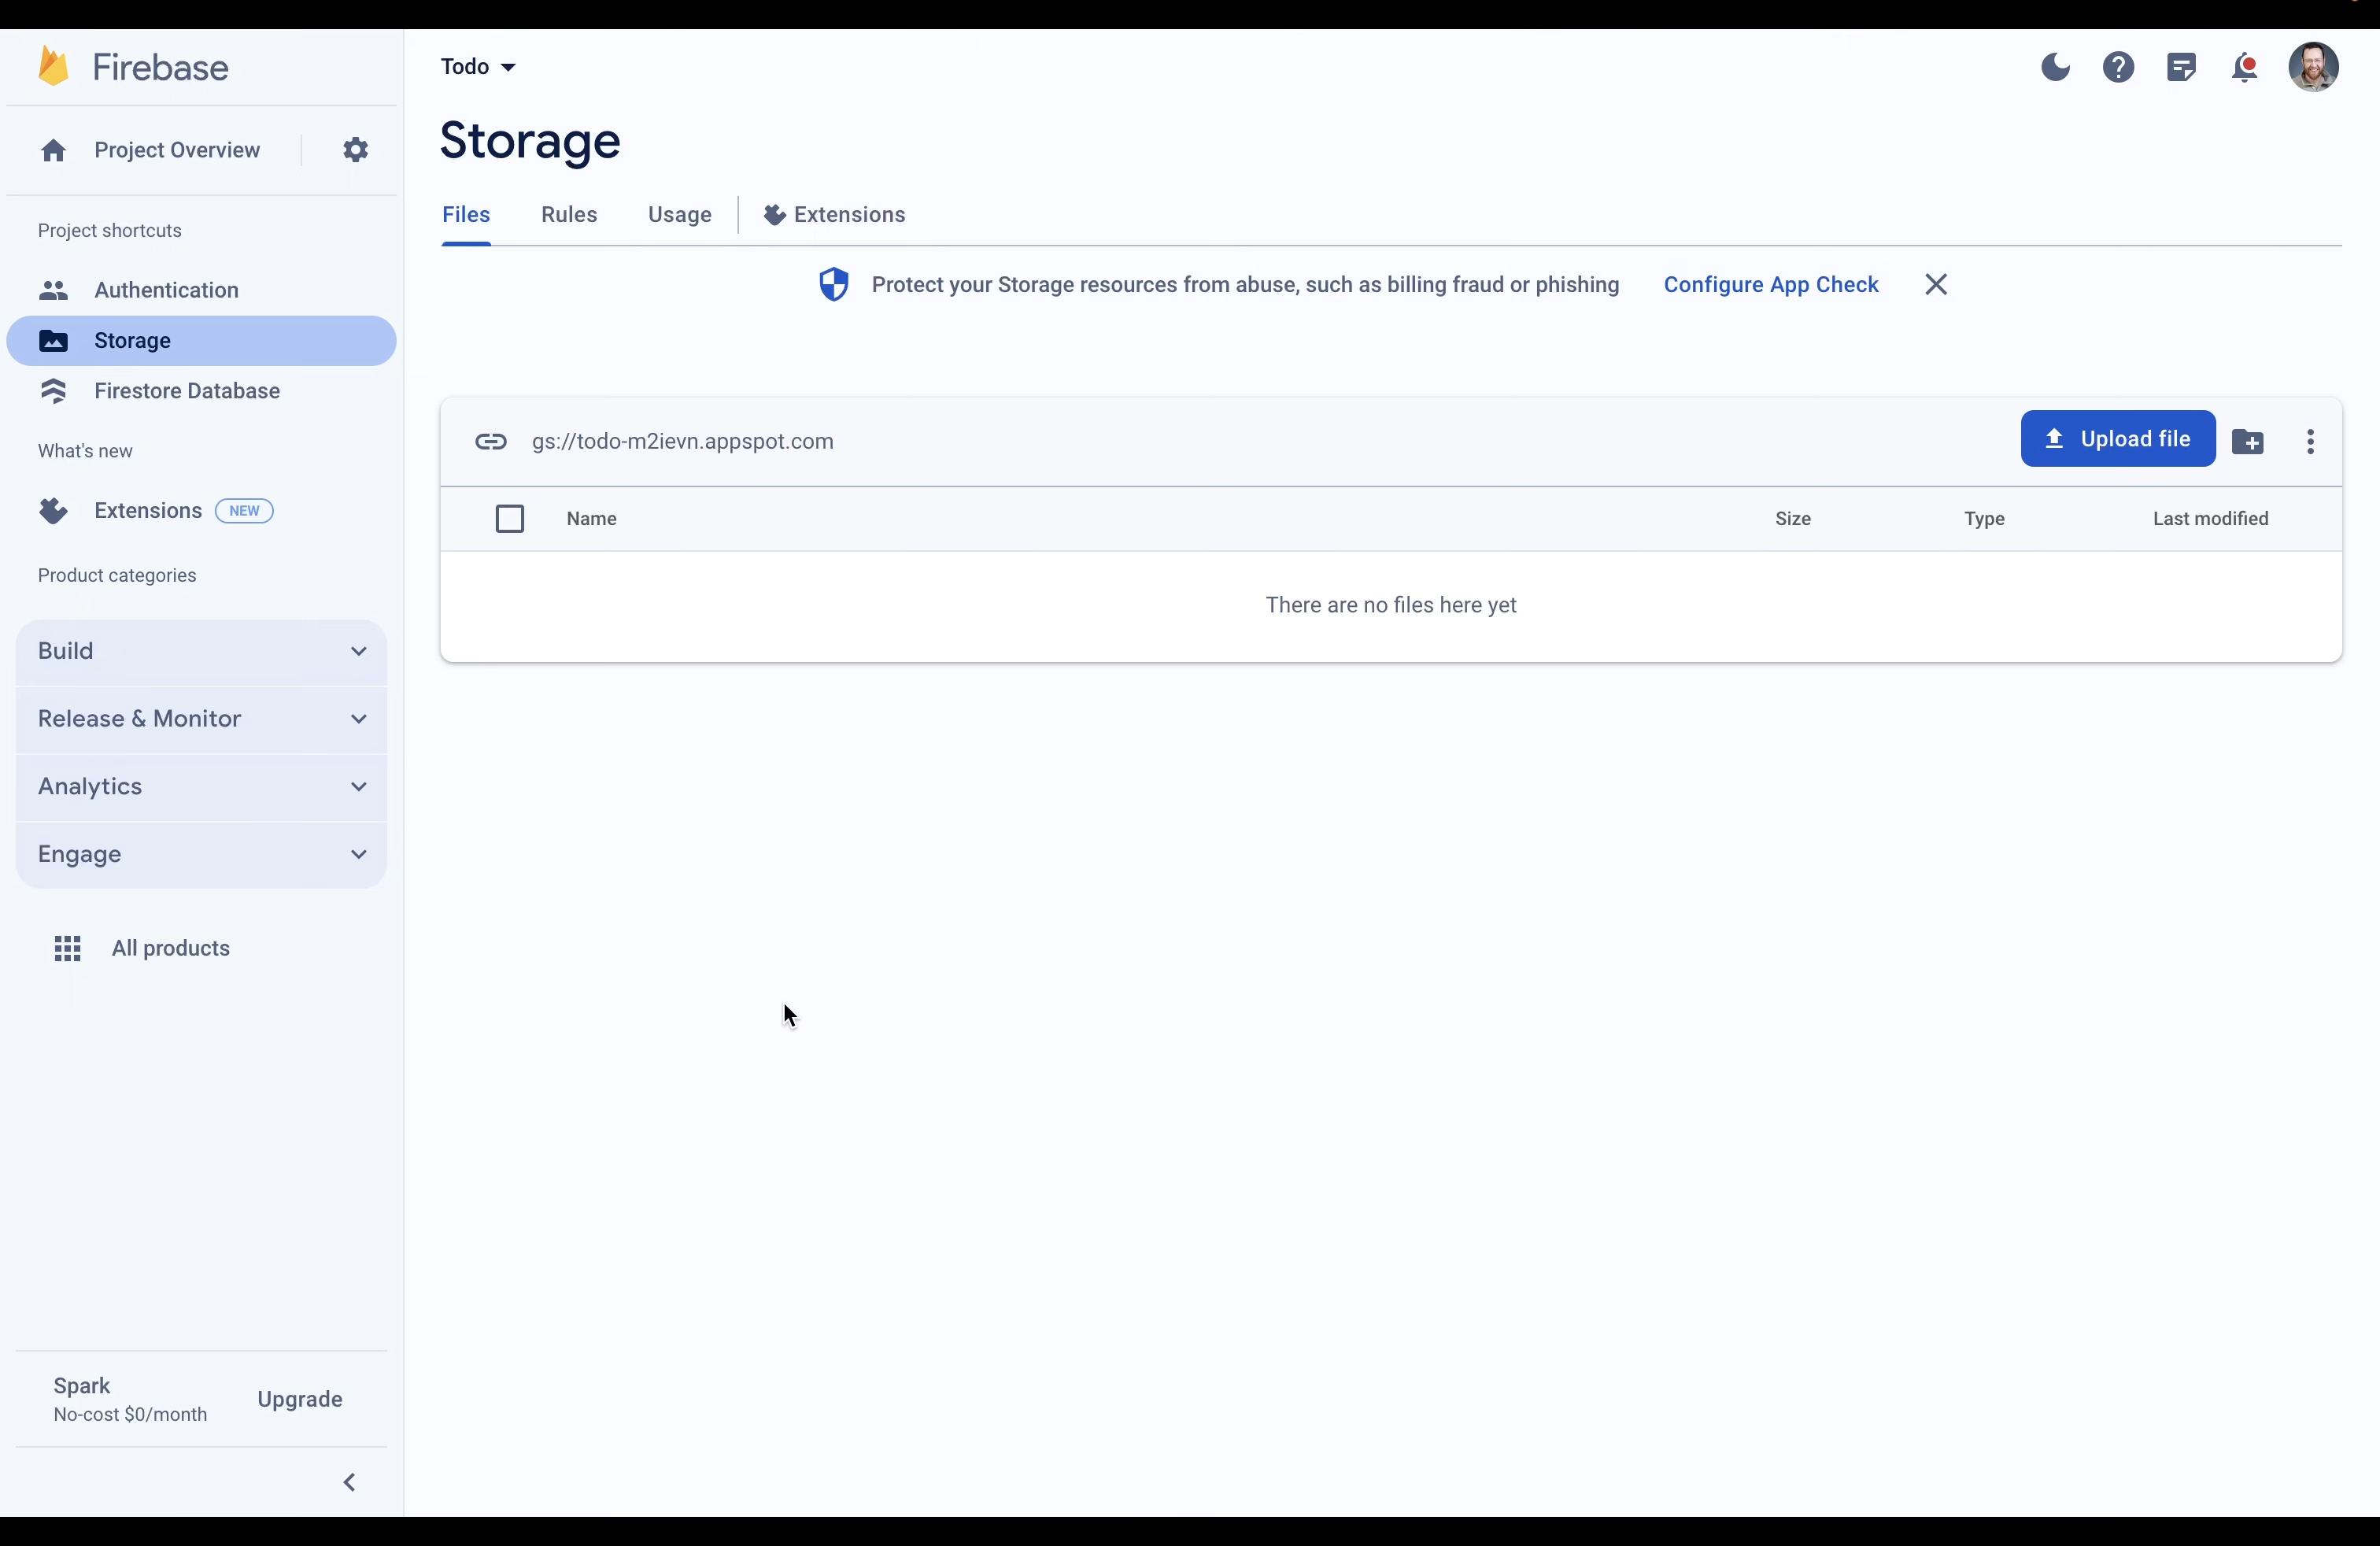 Firebase
Project Overview
Project shortcuts
Authentication
Storage
Firestore Database
What's new
Extensions NEW
Product categories
Build
Release & Monitor
Analytics
Engage
All products
Spark
No-cost $0/month
Upgrade
Todo
Storage
Files Rules Usage Extensions
Protect your Storage resources from abuse, such as billing fraud or phishing Configure App Check
gs://todo-m2ievn.appspot.com Upload file
Name Size Type Last modified
There are no files here yet